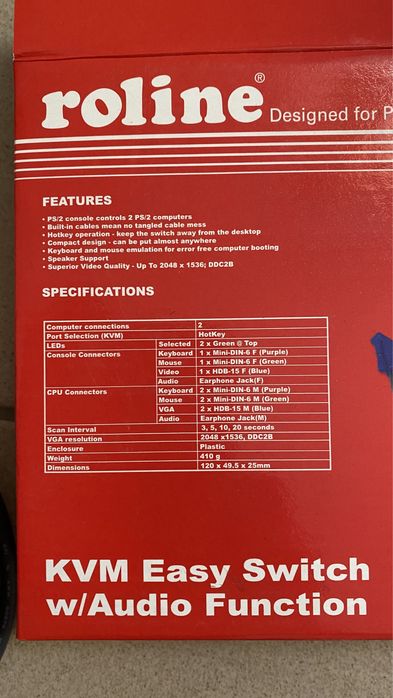 roline®
Designed for P
FEATURES
• PS/2 console controls 2 PS/2 computers
• Built-in cables mean no tangled cable mess
• Hotkey operation - keep the switch away from the desktop
• Compact design - can be put almost anywhere
• Keyboard and mouse emulation for error free computer booting
• Speaker Support
• Superior Video Quality - Up To 2048 x 1536; DDC2B
SPECIFICATIONS
Computer connections 2
Port Selection (KVM) HotKey
LEDs Selected 2 x Green @ Top
Console Connectors Keyboard 1 x Mini-DIN-6 F (Purple)
Mouse 1 x Mini-DIN-6 F (Green)
Video 1 x HDB-15 F (Blue)
Audio Earphone Jack(F)
CPU Connectors Keyboard 2 x Mini-DIN-6 M (Purple)
Mouse 2 x Mini-DIN-6 M (Green)
VGA 2 x HDB-15 M (Blue)
Audio Earphone Jack(M)
Scan Interval 3, 5, 10, 20 seconds
VGA resolution 2048 x1536, DDC2B
Enclosure Plastic
Weight 410 g
Dimensions 120 x 49.5 x 25mm
KVM Easy Switch
w/Audio Function